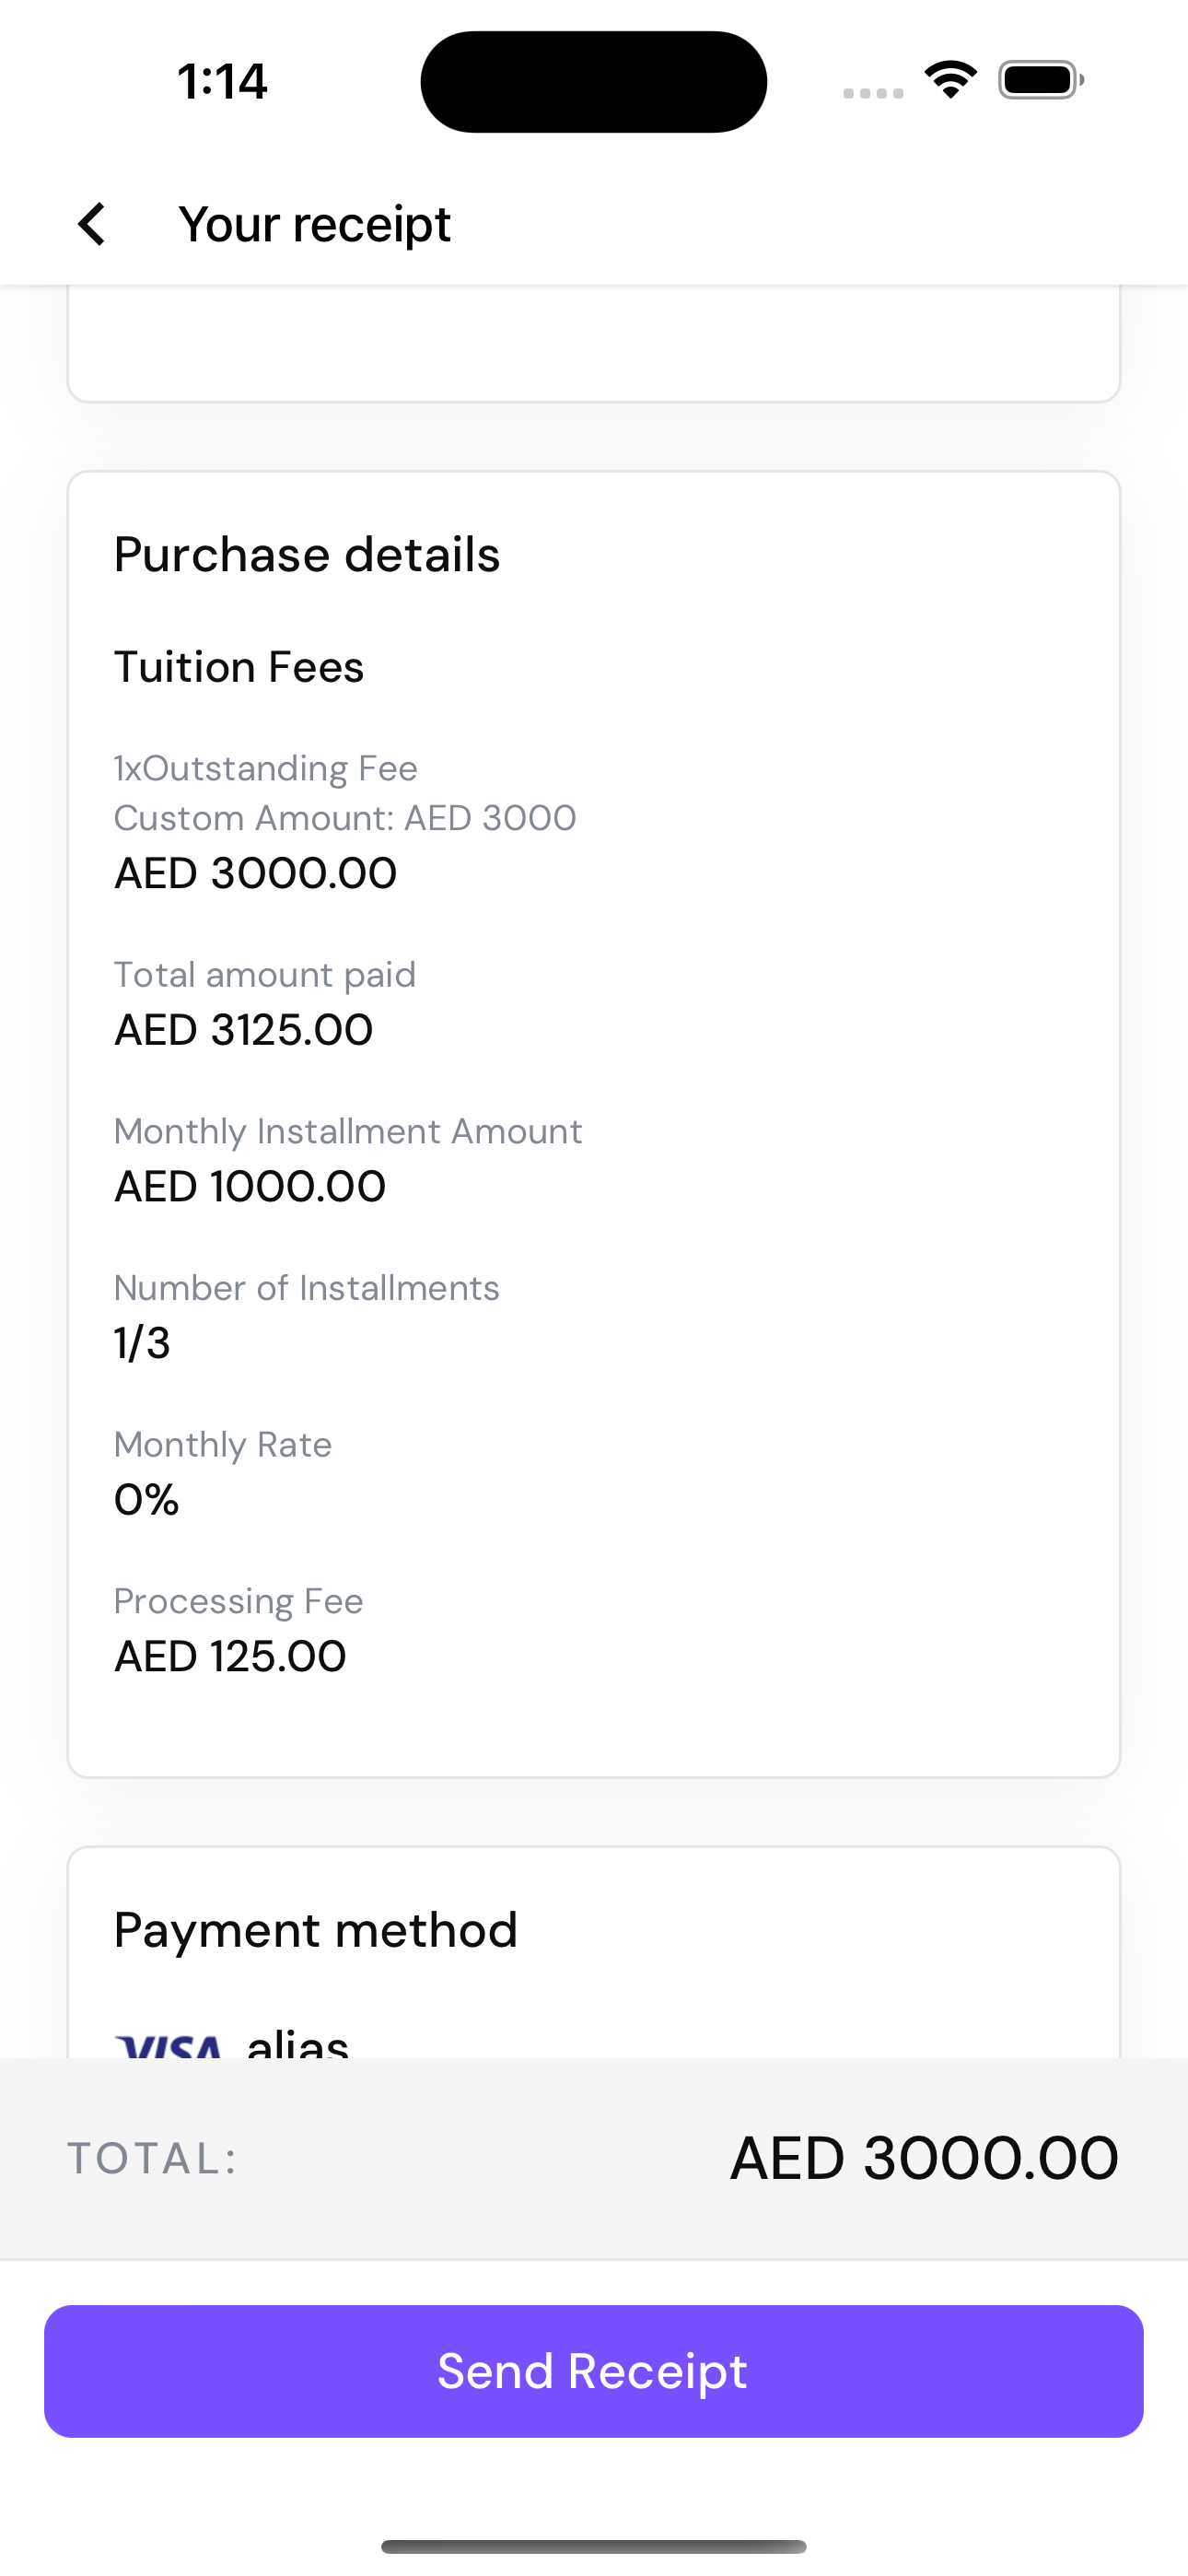 1:14
Your receipt
Purchase details
Tuition Fees
1xOutstanding Fee
Custom Amount: AED 3000
AED 3000.00
Total amount paid
AED 3125.00
Monthly Installment Amount
AED 1000.00
Number of Installments
1/3
Monthly Rate
0%
Processing Fee
AED 125.00
Payment method
VISA alias
TOTAL: AED 3000.00
Send Receipt